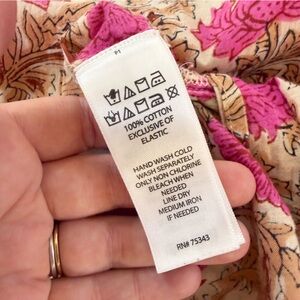 M
100% COTTON
EXCLUSIVE OF
ELASTIC
HAND WASH COLD
WASH SEPARATELY
ONLY NON CHLORINE
BLEACH WHEN
NEEDED
LINE DRY
MEDIUM IRON
IF NEEDED
RN# 75343